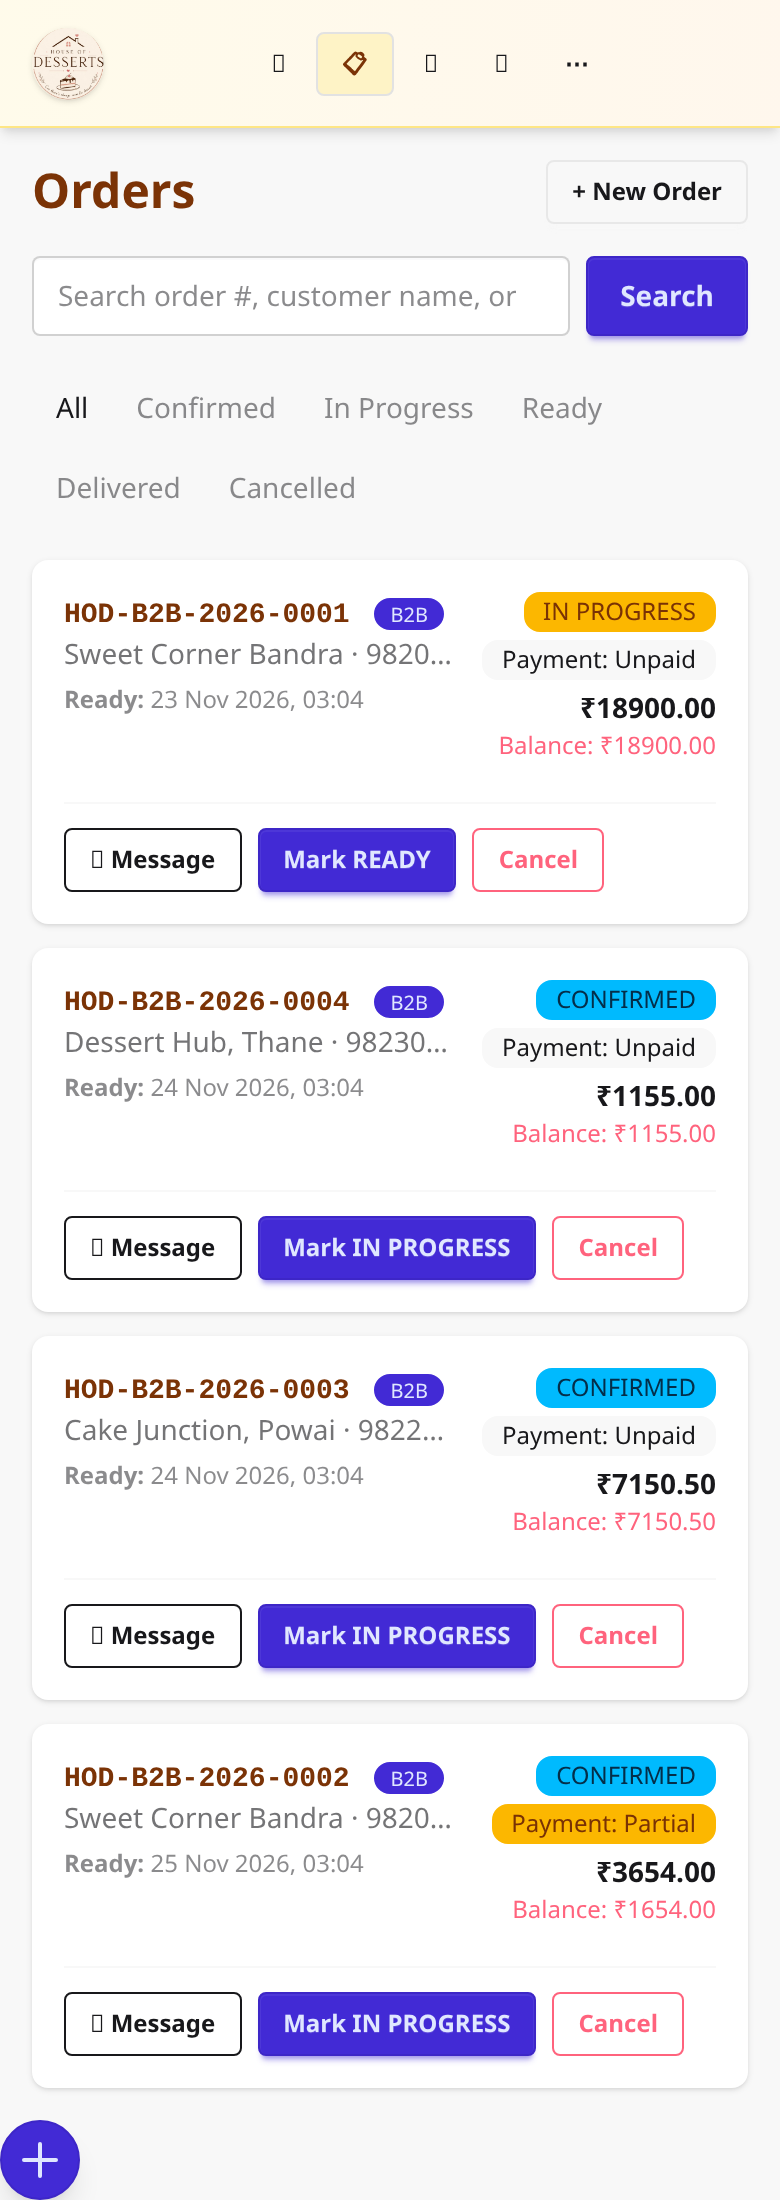 HOUSE OF
DESSERTS
...
Orders
+ New Order
Search order #, customer name, or
Search
All
Confirmed
In Progress
Ready
Delivered
Cancelled
HOD-B2B-2026-0001
B2B
IN PROGRESS
Sweet Corner Bandra · 9820...
Payment: Unpaid
Ready: 23 Nov 2026, 03:04
₹18900.00
Balance: ₹18900.00
Message
Mark READY
Cancel
HOD-B2B-2026-0004
B2B
CONFIRMED
Dessert Hub, Thane · 98230...
Payment: Unpaid
Ready: 24 Nov 2026, 03:04
₹1155.00
Balance: ₹1155.00
Message
Mark IN PROGRESS
Cancel
HOD-B2B-2026-0003
B2B
CONFIRMED
Cake Junction, Powai · 9822...
Payment: Unpaid
Ready: 24 Nov 2026, 03:04
₹7150.50
Balance: ₹7150.50
Message
Mark IN PROGRESS
Cancel
HOD-B2B-2026-0002
B2B
CONFIRMED
Sweet Corner Bandra · 9820...
Payment: Partial
Ready: 25 Nov 2026, 03:04
₹3654.00
Balance: ₹1654.00
Message
Mark IN PROGRESS
Cancel